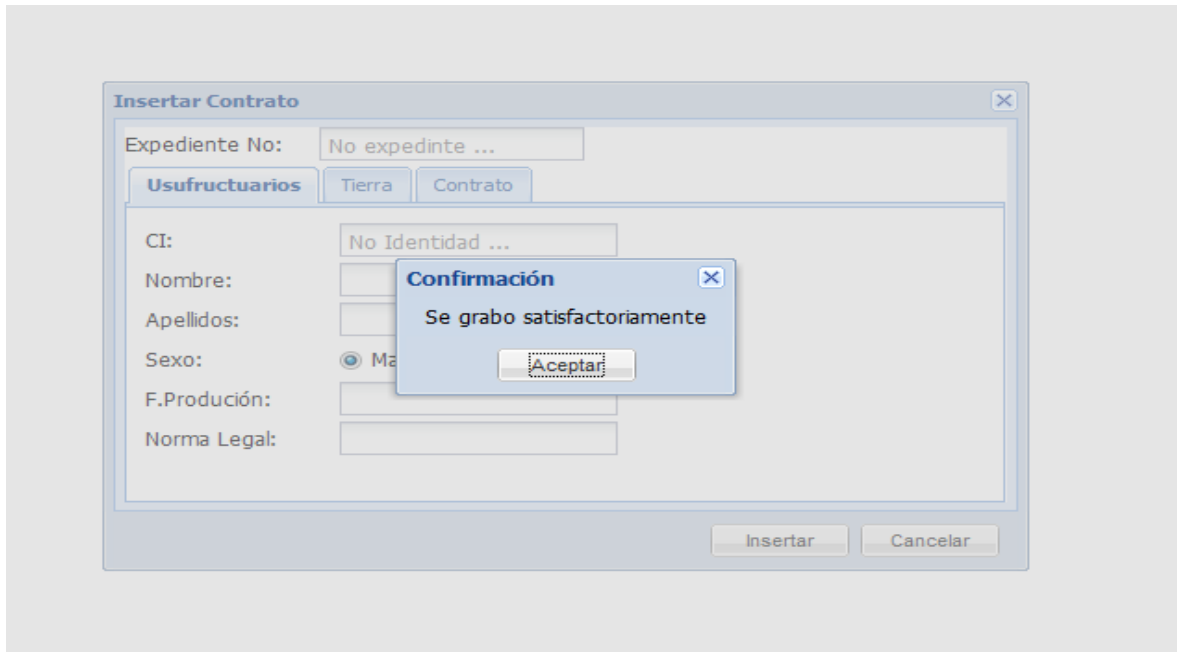 Insertar Contrato
Expediente No: No expedinte ...
Usufructuarios Tierra Contrato
CI: No Identidad ...
Nombre:
Confirmación
Se grabo satisfactoriamente
Apellidos:
Sexo: Ma
Aceptar
F.Produción:
Norma Legal:
Insertar Cancelar